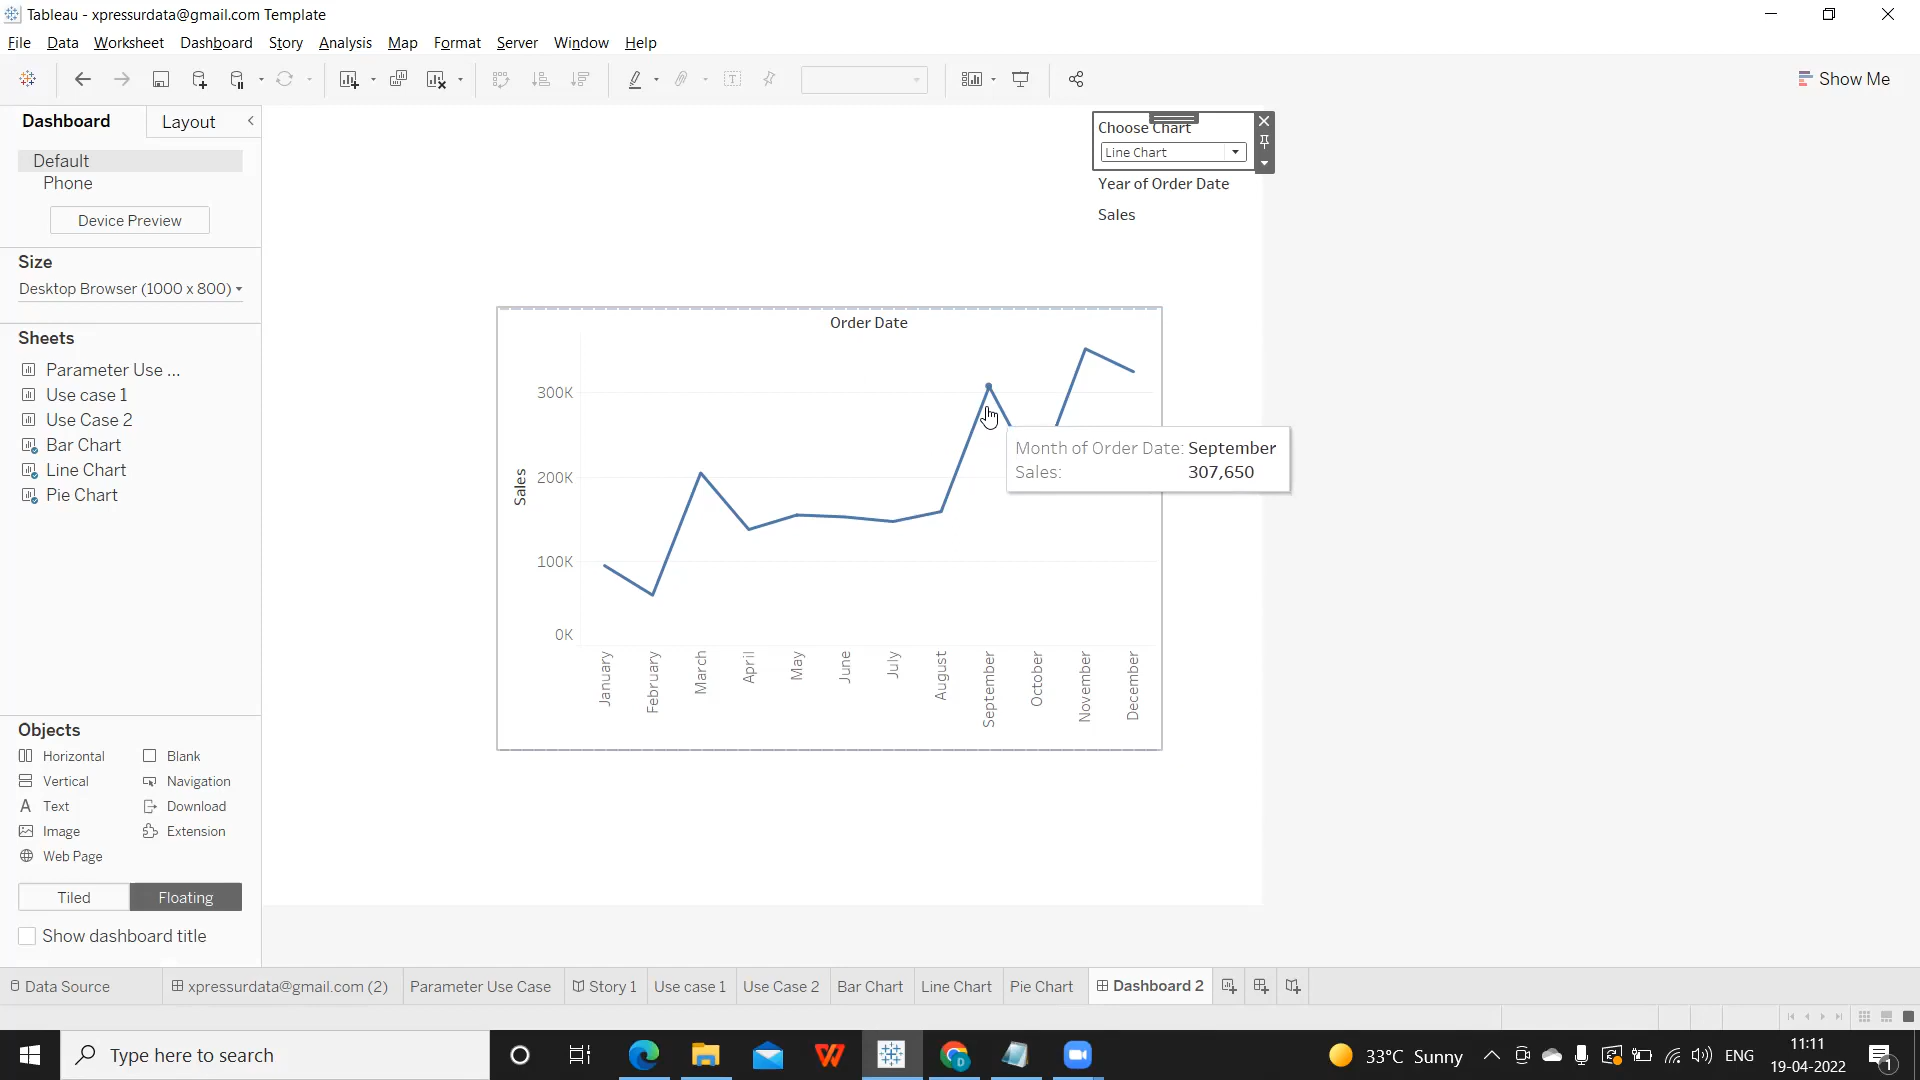 Tableau - xpressurdata@gmail.com Template
File Data Worksheet Dashboard Story Analysis Map Format Server Window Help
Show Me
Dashboard Layout
Default
Phone
Device Preview
Size
Desktop Browser (1000 x 800)
Sheets
Parameter Use ...
Use case 1
Use Case 2
Bar Chart
Line Chart
Pie Chart
Objects
Horizontal Blank
Vertical Navigation
Text Download
Image Extension
Web Page
Tiled Floating
Show dashboard title
Choose Chart
Line Chart
Year of Order Date
Sales
Order Date
300K
200K
100K
0K
Sales
Month of Order Date: September
Sales: 307,650
January
February
March
April
May
June
July
August
September
October
November
December
Data Source xpressurdata@gmail.com (2) Parameter Use Case Story 1 Use case 1 Use Case 2 Bar Chart Line Chart Pie Chart Dashboard 2
Type here to search
33°C Sunny
ENG
11:11
19-04-2022
1